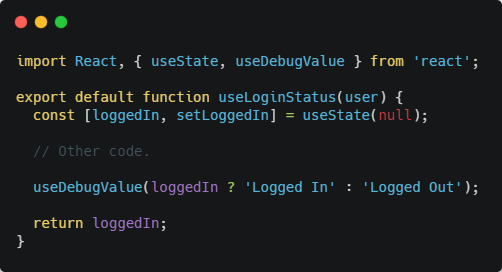 import React, { useState, useDebugValue } from 'react';
export default function useLoginStatus(user) {
const [loggedIn, setLoggedIn] = useState(null);
// Other code.
useDebugValue(loggedIn ? 'Logged In' : 'Logged Out');
return loggedIn;
}